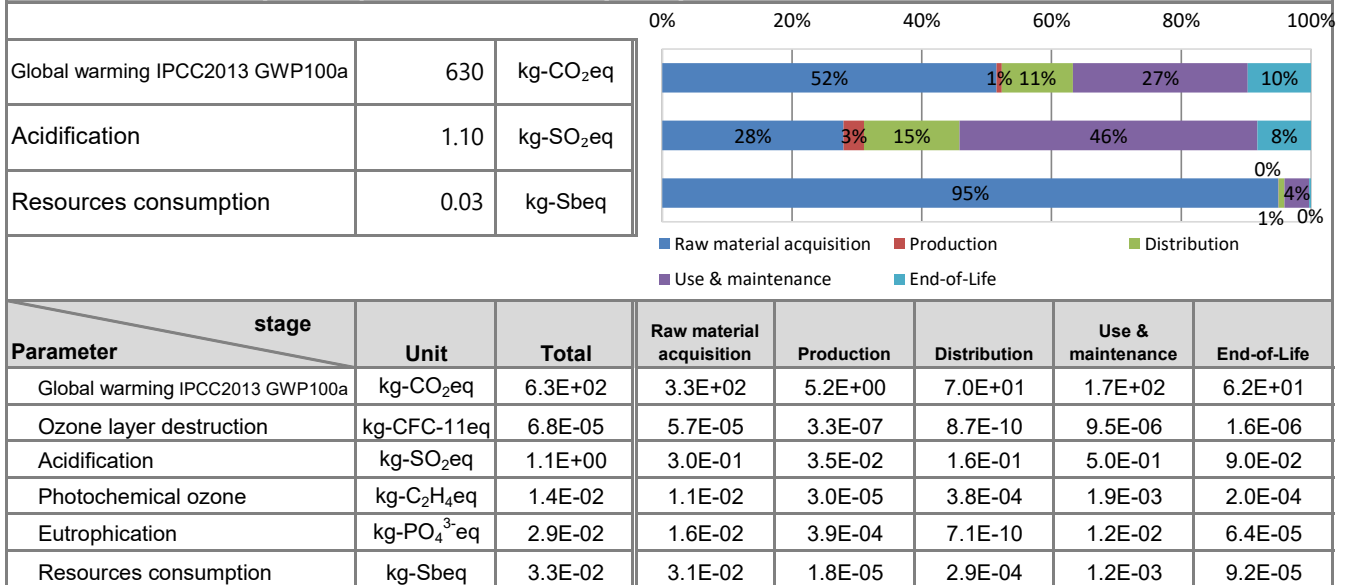 0% 20% 40% 60% 80% 100%
Global warming IPCC2013 GWP100a 630 kg-CO₂eq 52% 1% 11% 27% 10%
Acidification 1.10 kg-SO₂eq 28% 3% 15% 46% 8%
0%
Resources consumption 0.03 kg-Sbeq 95% 4%
1% 0%
Raw material acquisition Production Distribution
Use & maintenance End-of-Life
stage
Parameter Unit Total Raw material acquisition Production Distribution Use & maintenance End-of-Life
Global warming IPCC2013 GWP100a kg-CO₂eq 6.3E+02 3.3E+02 5.2E+00 7.0E+01 1.7E+02 6.2E+01
Ozone layer destruction kg-CFC-11eq 6.8E-05 5.7E-05 3.3E-07 8.7E-10 9.5E-06 1.6E-06
Acidification kg-SO₂eq 1.1E+00 3.0E-01 3.5E-02 1.6E-01 5.0E-01 9.0E-02
Photochemical ozone kg-C₂H₄eq 1.4E-02 1.1E-02 3.0E-05 3.8E-04 1.9E-03 2.0E-04
Eutrophication kg-PO₄³⁻eq 2.9E-02 1.6E-02 3.9E-04 7.1E-10 1.2E-02 6.4E-05
Resources consumption kg-Sbeq 3.3E-02 3.1E-02 1.8E-05 2.9E-04 1.2E-03 9.2E-05